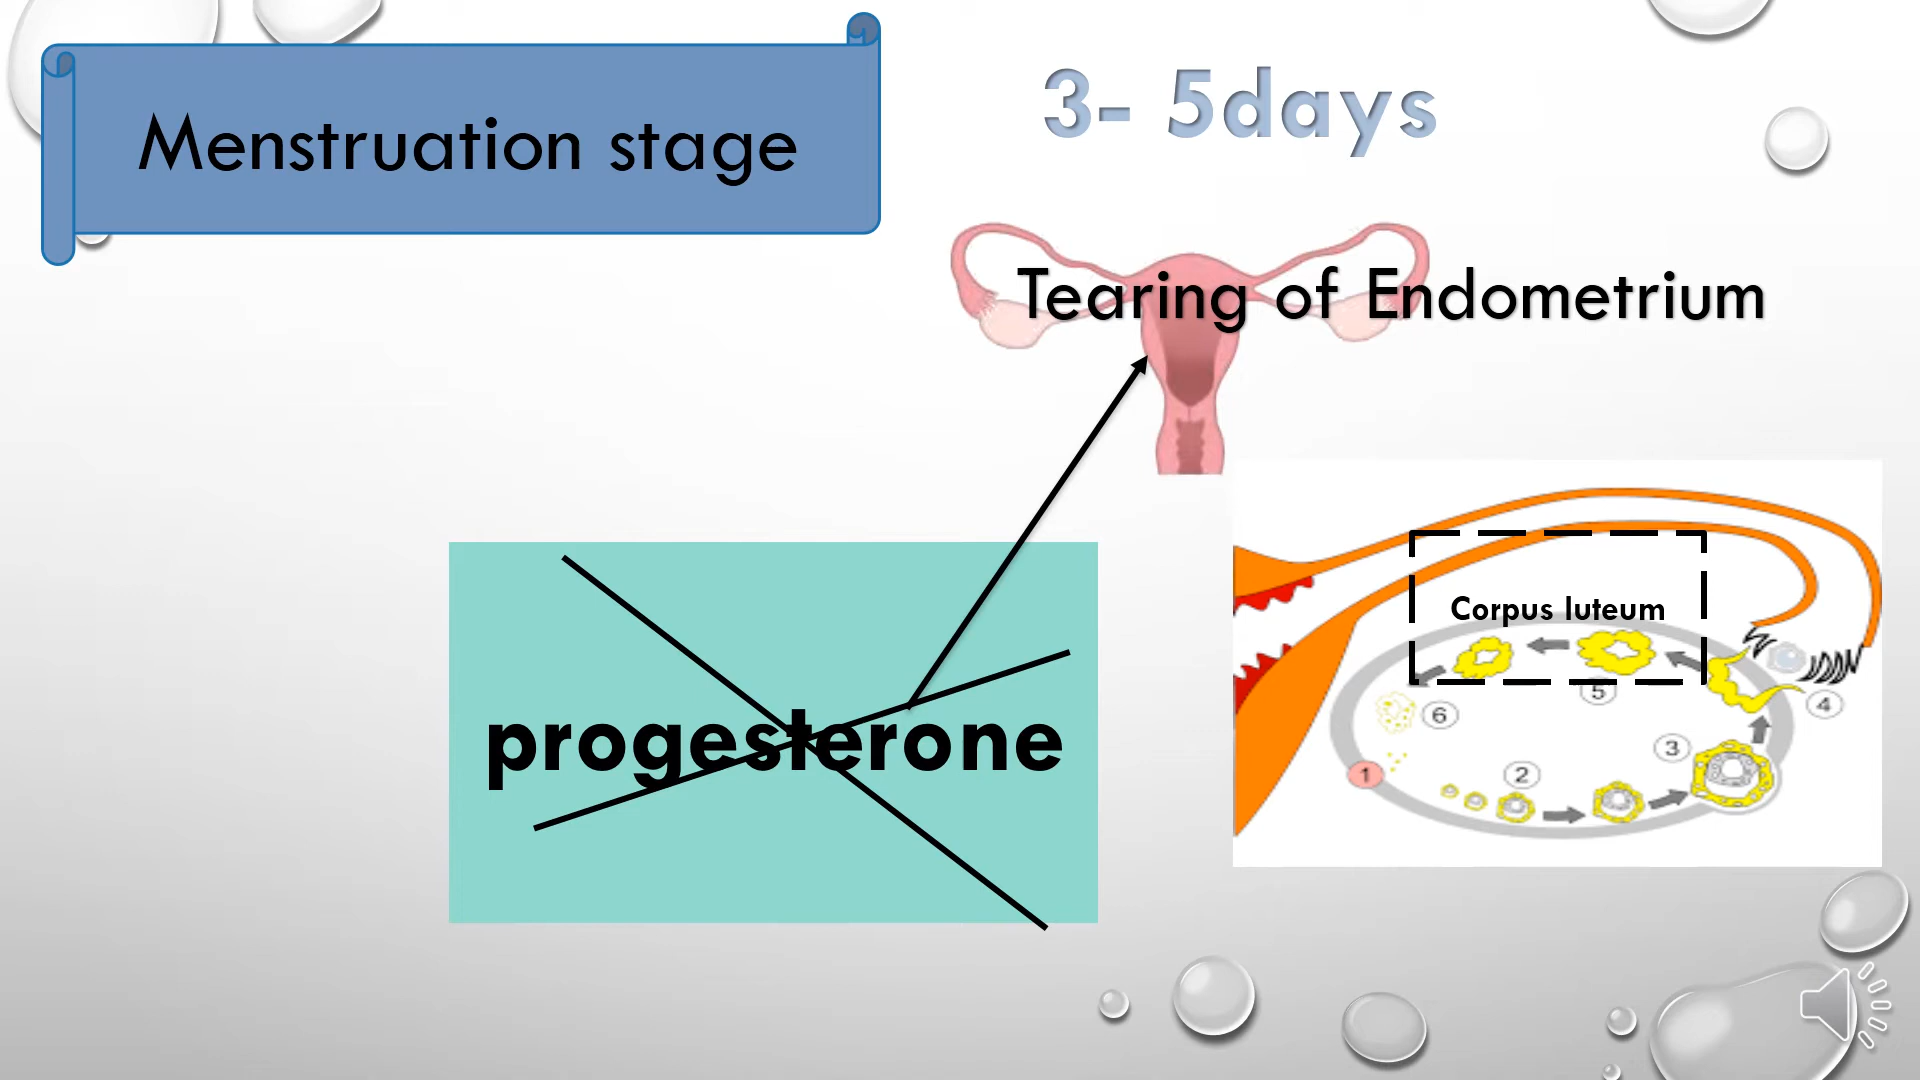 Menstruation stage
3- 5days
Tearing of Endometrium
progesterone
Corpus luteum
5
4
6
3
1
2